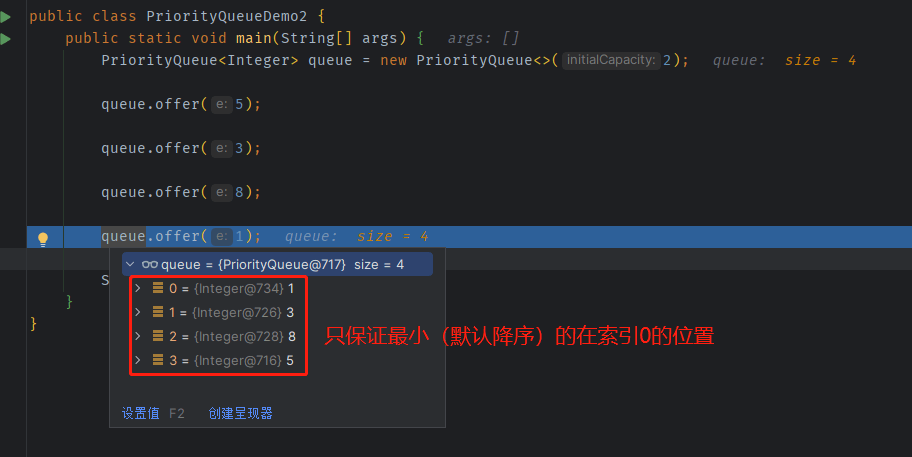 public class PriorityQueueDemo2 {
public static void main(String[] args) { args: []
PriorityQueue<Integer> queue = new PriorityQueue<>( initialCapacity: 2); queue: size = 4
queue.offer( e: 5);
queue.offer( e: 3);
queue.offer( e: 8);
queue.offer( e: 1); queue: size = 4
queue = {PriorityQueue@717} size = 4
S
0 = {Integer@734} 1
}
1 = {Integer@726} 3
}
2 = {Integer@728} 8
只保证最小（默认降序）的在索引0的位置
3 = {Integer@716} 5
设置值 F2 创建呈现器